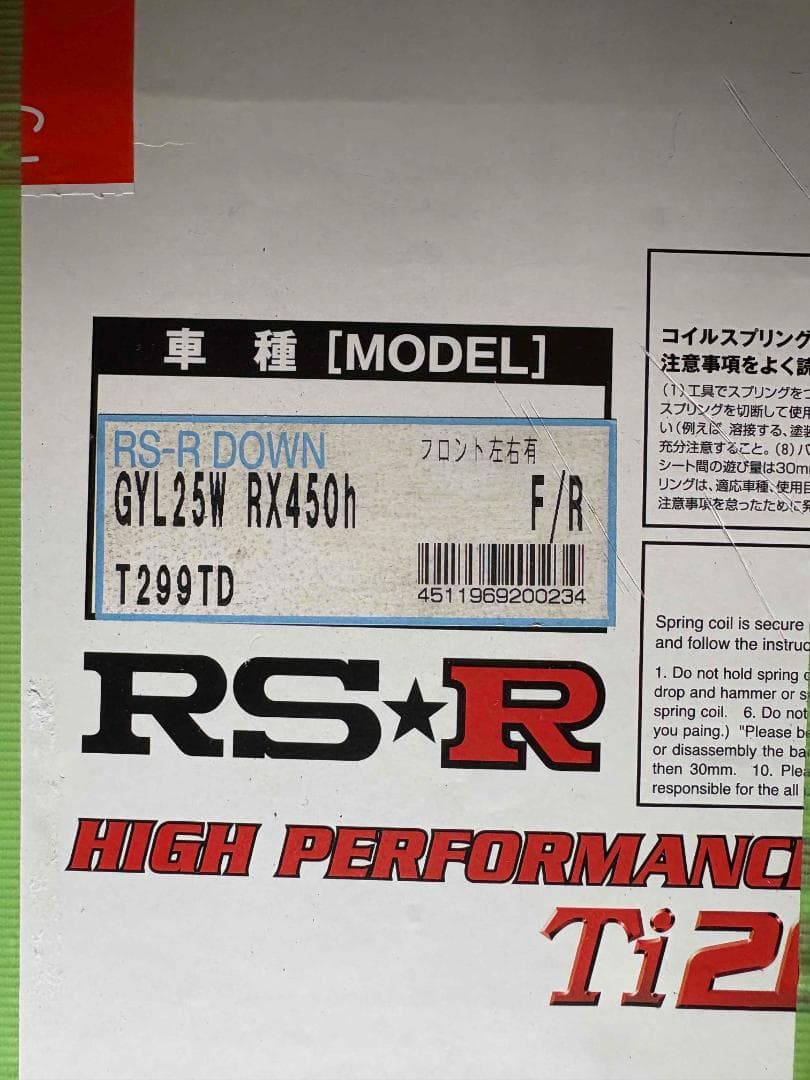 車種 [MODEL]
RS-R DOWN フロント左右有
GYL25W RX450h F/R
T299TD
4511969200234
RS★R
HIGH PERFORMANC
Ti2
コイルスプリング
注意事項をよく読
(1)工具でスプリングを
スプリングを切断して使用
い(例えば 溶接する、塗装
充分注意すること。(8)バ
シート間の遊び量は30mm
リングは、適応車種、使用目
注意事項を怠ったために発
Spring coil is secure
and follow the instruc
1. Do not hold spring
drop and hammer or s
spring coil. 6. Do not
you paing.) "Please be
or disassembly the ba
then 30mm. 10. Plea
responsible for the all